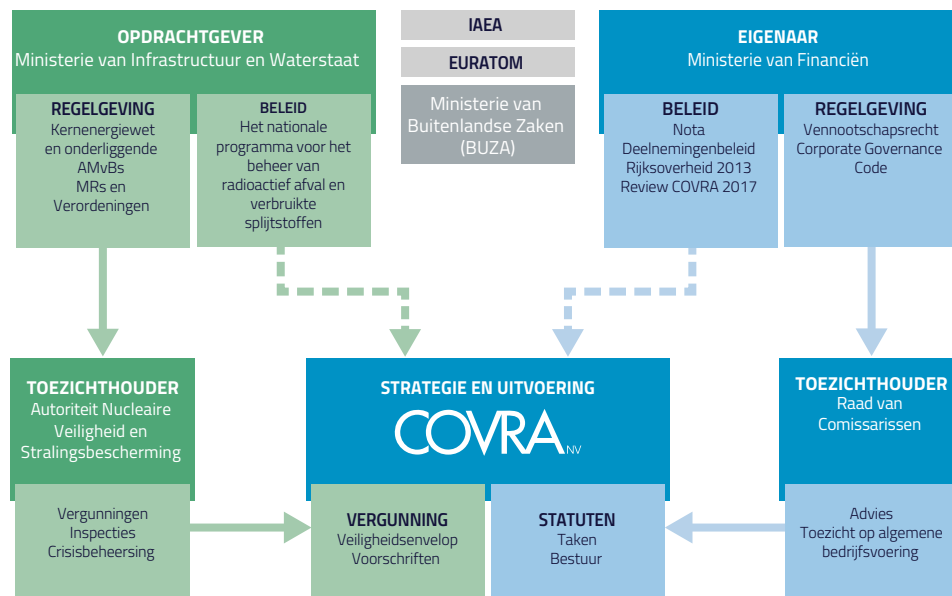 OPDRACHTGEVER
Ministerie van Infrastructuur en Waterstaat
REGELGEVING
Kernenergiewet
en onderliggende
AMvBs
MRs en
Verordeningen
BELEID
Het nationale
programma voor het
beheer van
radioactief afval en
verbruikte
splijtstoffen
IAEA
EURATOM
Ministerie van
Buitenlandse Zaken
(BUZA)
EIGENAAR
Ministerie van Financiën
BELEID
Nota
Deelnemingenbeleid
Rijksoverheid 2013
Review COVRA 2017
REGELGEVING
Vennootschapsrecht
Corporate Governance
Code
TOEZICHTHOUDER
Autoriteit Nucleaire
Veiligheid en
Stralingsbescherming
Vergunningen
Inspecties
Crisisbeheersing
STRATEGIE EN UITVOERING
COVRA NV
VERGUNNING
Veiligheidsenvelop
Voorschriften
STATUTEN
Taken
Bestuur
TOEZICHTHOUDER
Raad van
Comissarissen
Advies
Toezicht op algemene
bedrijfsvoering